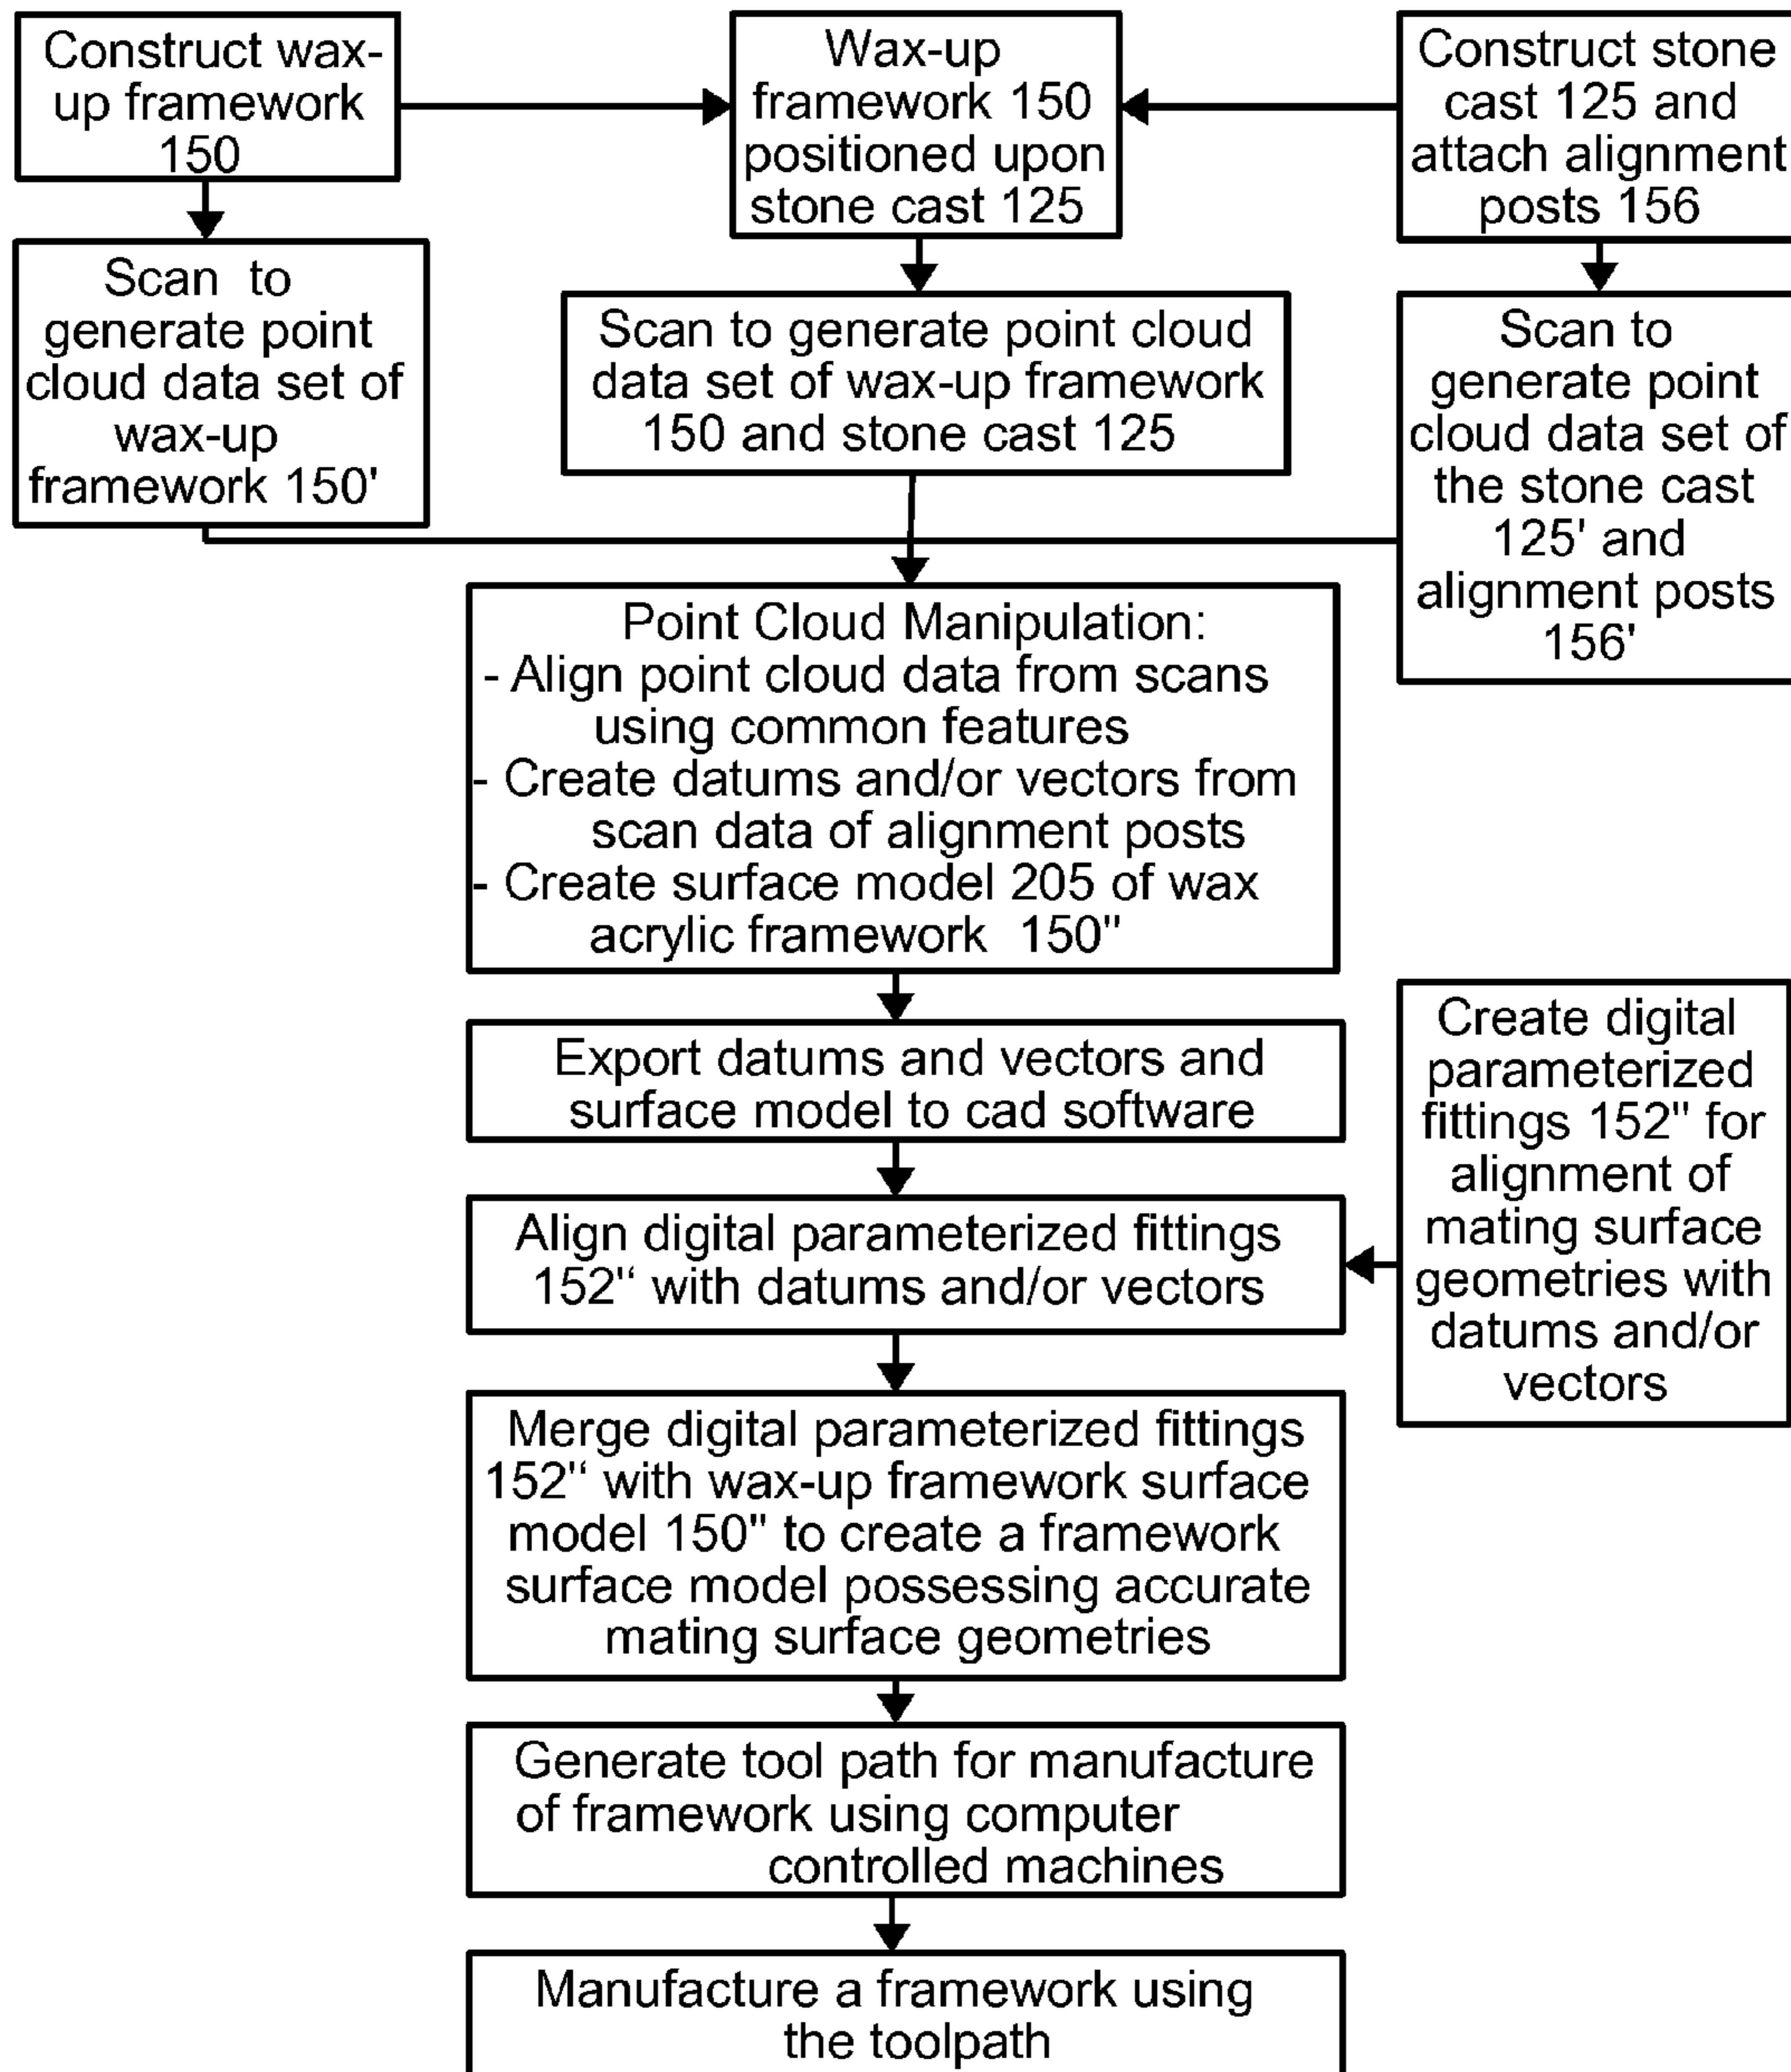 Construct wax-
up framework
150
Wax-up
framework 150
positioned upon
stone cast 125
Construct stone
cast 125 and
attach alignment
posts 156
Scan to
generate point
cloud data set of
wax-up
framework 150'
Scan to generate point cloud
data set of wax-up framework
150 and stone cast 125
Scan to
generate point
cloud data set of
the stone cast
125' and
alignment posts
156'
Point Cloud Manipulation:
- Align point cloud data from scans
using common features
- Create datums and/or vectors from
scan data of alignment posts
- Create surface model 205 of wax
acrylic framework 150"
Export datums and vectors and
surface model to cad software
Create digital
parameterized
fittings 152" for
alignment of
mating surface
geometries with
datums and/or
vectors
Align digital parameterized fittings
152“ with datums and/or vectors
Merge digital parameterized fittings
152“ with wax-up framework surface
model 150" to create a framework
surface model possessing accurate
mating surface geometries
Generate tool path for manufacture
of framework using computer
controlled machines
Manufacture a framework using
the toolpath